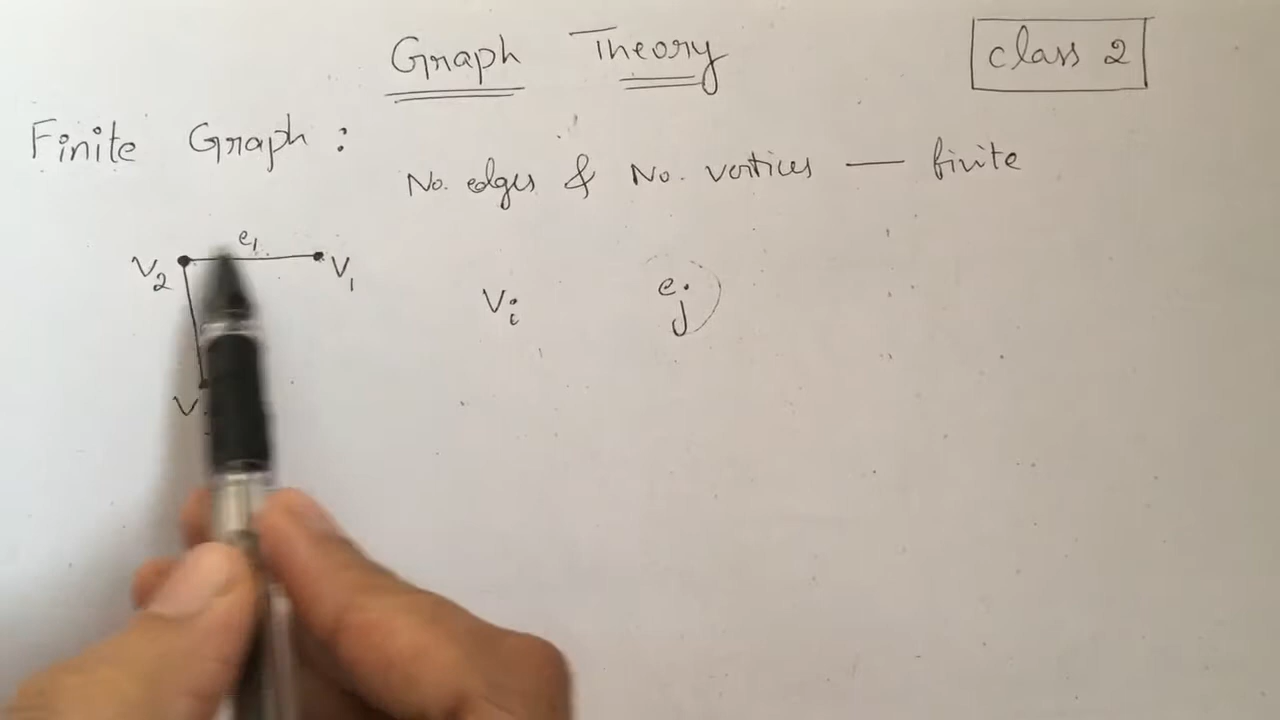 Graph Theory
class 2
Finite Graph :
No. edges & No. vertices — finite
e1
V2 V1
Vi ej
V